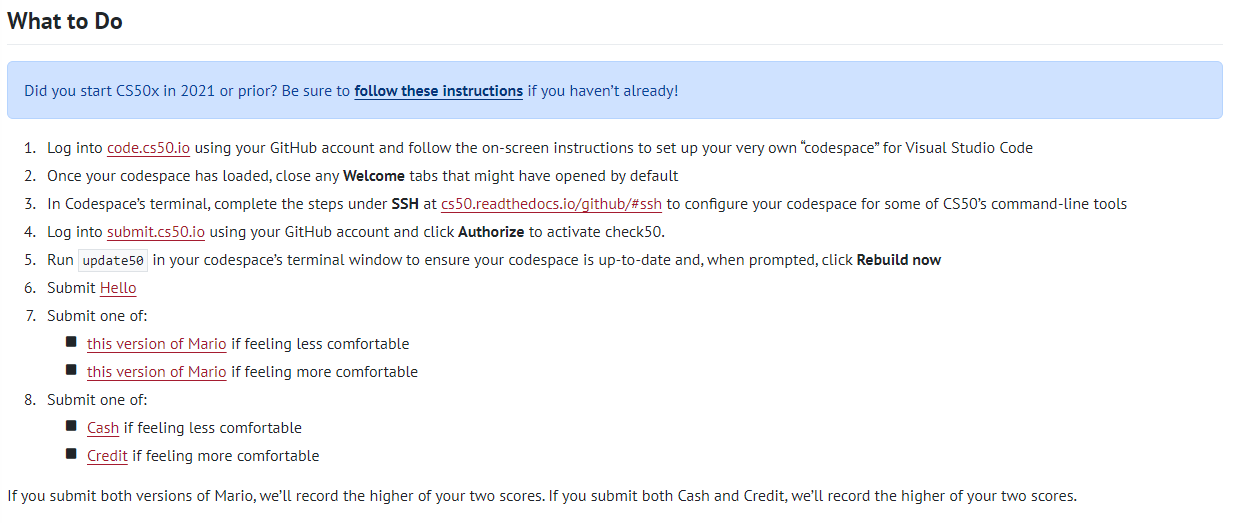 What to Do
Did you start CS50x in 2021 or prior? Be sure to follow these instructions if you haven’t already!
1. Log into code.cs50.io using your GitHub account and follow the on-screen instructions to set up your very own “codespace” for Visual Studio Code
2. Once your codespace has loaded, close any Welcome tabs that might have opened by default
3. In Codespace’s terminal, complete the steps under SSH at cs50.readthedocs.io/github/#ssh to configure your codespace for some of CS50’s command-line tools
4. Log into submit.cs50.io using your GitHub account and click Authorize to activate check50.
5. Run update50 in your codespace’s terminal window to ensure your codespace is up-to-date and, when prompted, click Rebuild now
6. Submit Hello
7. Submit one of:
■ this version of Mario if feeling less comfortable
■ this version of Mario if feeling more comfortable
8. Submit one of:
■ Cash if feeling less comfortable
■ Credit if feeling more comfortable
If you submit both versions of Mario, we’ll record the higher of your two scores. If you submit both Cash and Credit, we’ll record the higher of your two scores.